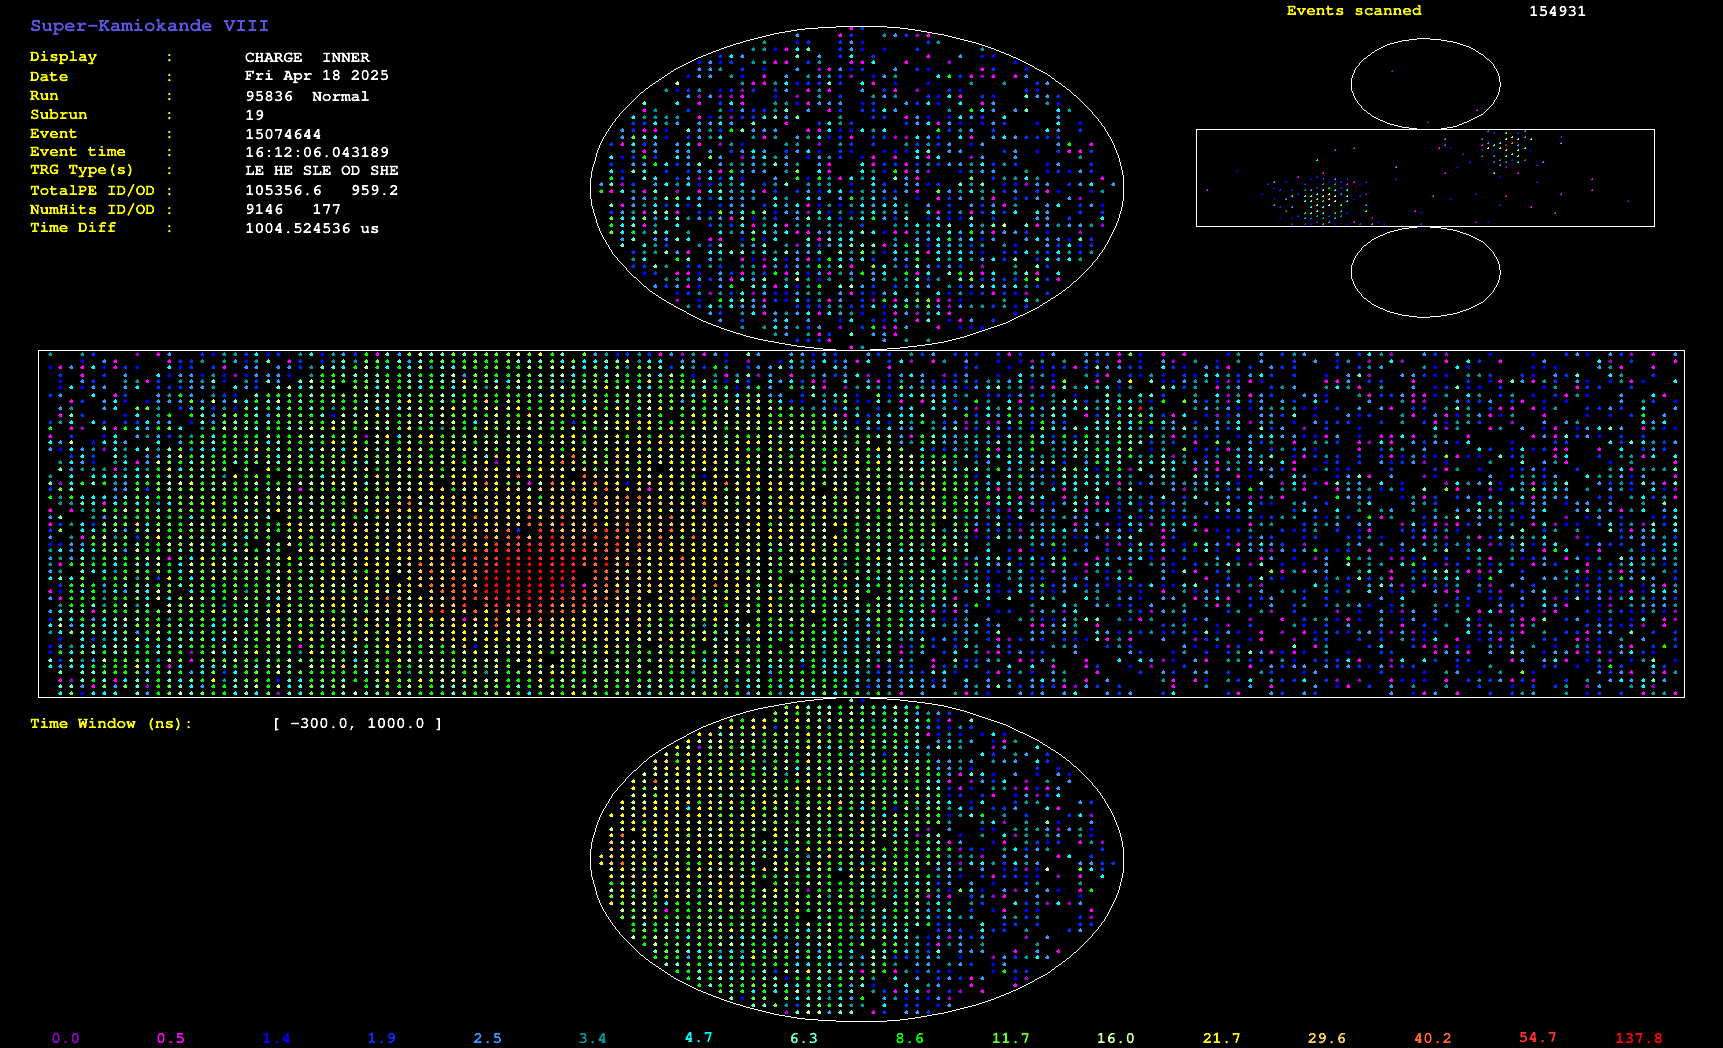 Super-Kamiokande VIII
Events scanned 154931
Display : CHARGE INNER
Date : Fri Apr 18 2025
Run : 95836 Normal
Subrun : 19
Event : 15074644
Event time : 16:12:06.043189
TRG Type(s) : LE HE SLE OD SHE
TotalPE ID/OD : 105356.6 959.2
NumHits ID/OD : 9146 177
Time Diff : 1004.524536 us
Time Window (ns): [ -300.0, 1000.0 ]
0.0 0.5 1.4 1.9 2.5 3.4 4.7 6.3 8.6 11.7 16.0 21.7 29.6 40.2 54.7 137.8